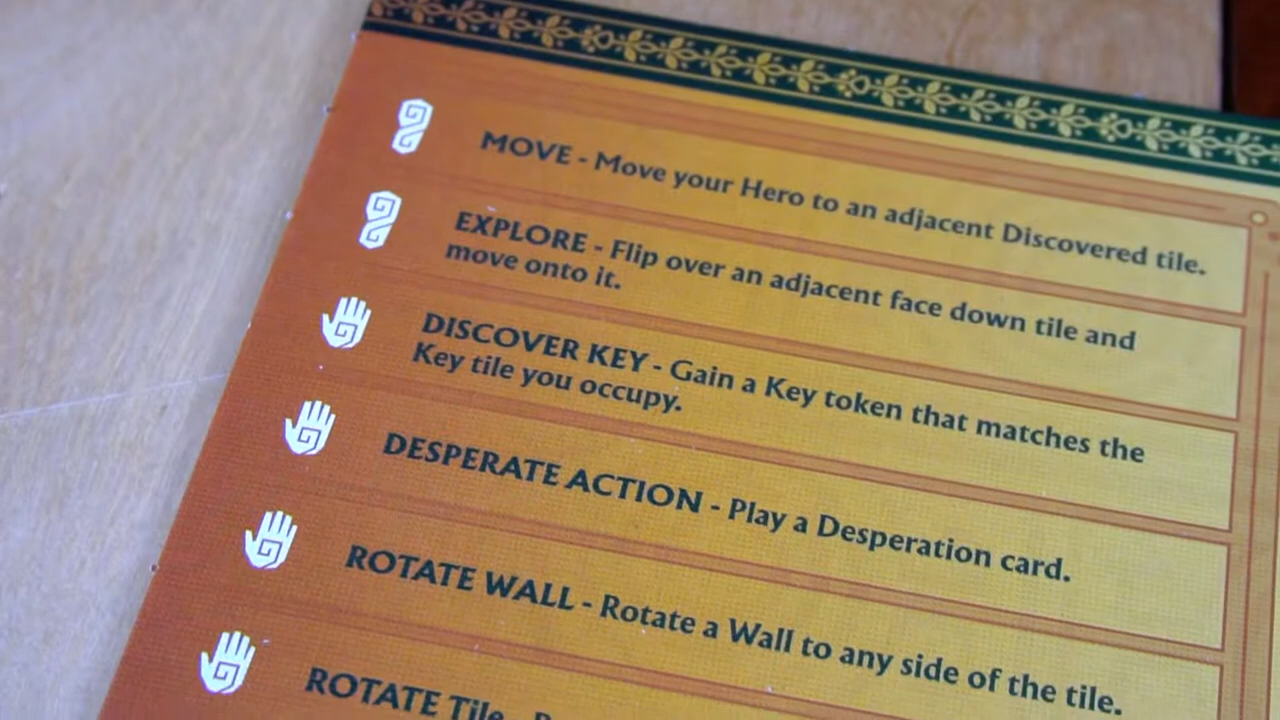 MOVE - Move your Hero to an adjacent Discovered tile.
EXPLORE - Flip over an adjacent face down tile and
move onto it.
DISCOVER KEY - Gain a Key token that matches the
Key tile you occupy.
DESPERATE ACTION - Play a Desperation card.
ROTATE WALL - Rotate a Wall to any side of the tile.
ROTATE Tile -